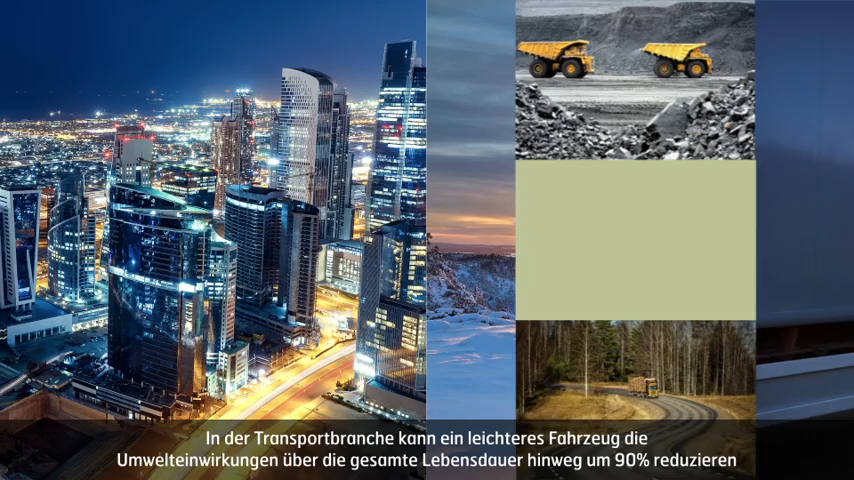 In der Transportbranche kann ein leichteres Fahrzeug die
Umwelteinwirkungen über die gesamte Lebensdauer hinweg um 90% reduzieren